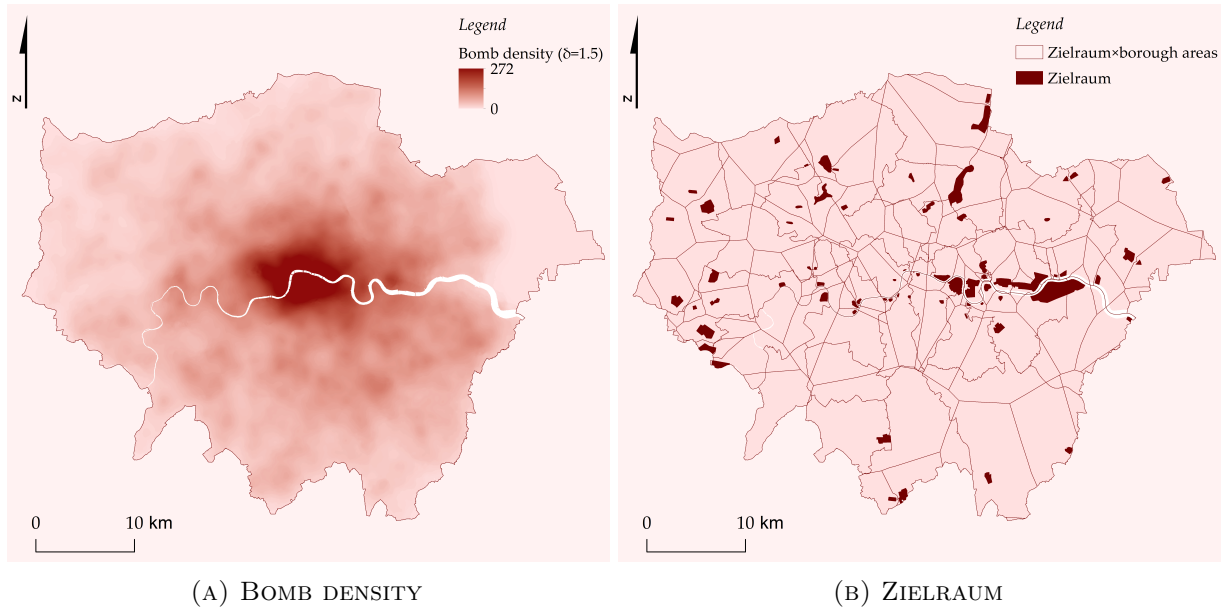 Legend
Bomb density (δ=1.5)
272
0
z
0
10 km
Legend
Zielraum×borough areas
Zielraum
z
0
10 km
(A) BOMB DENSITY
(B) ZIELRAUM